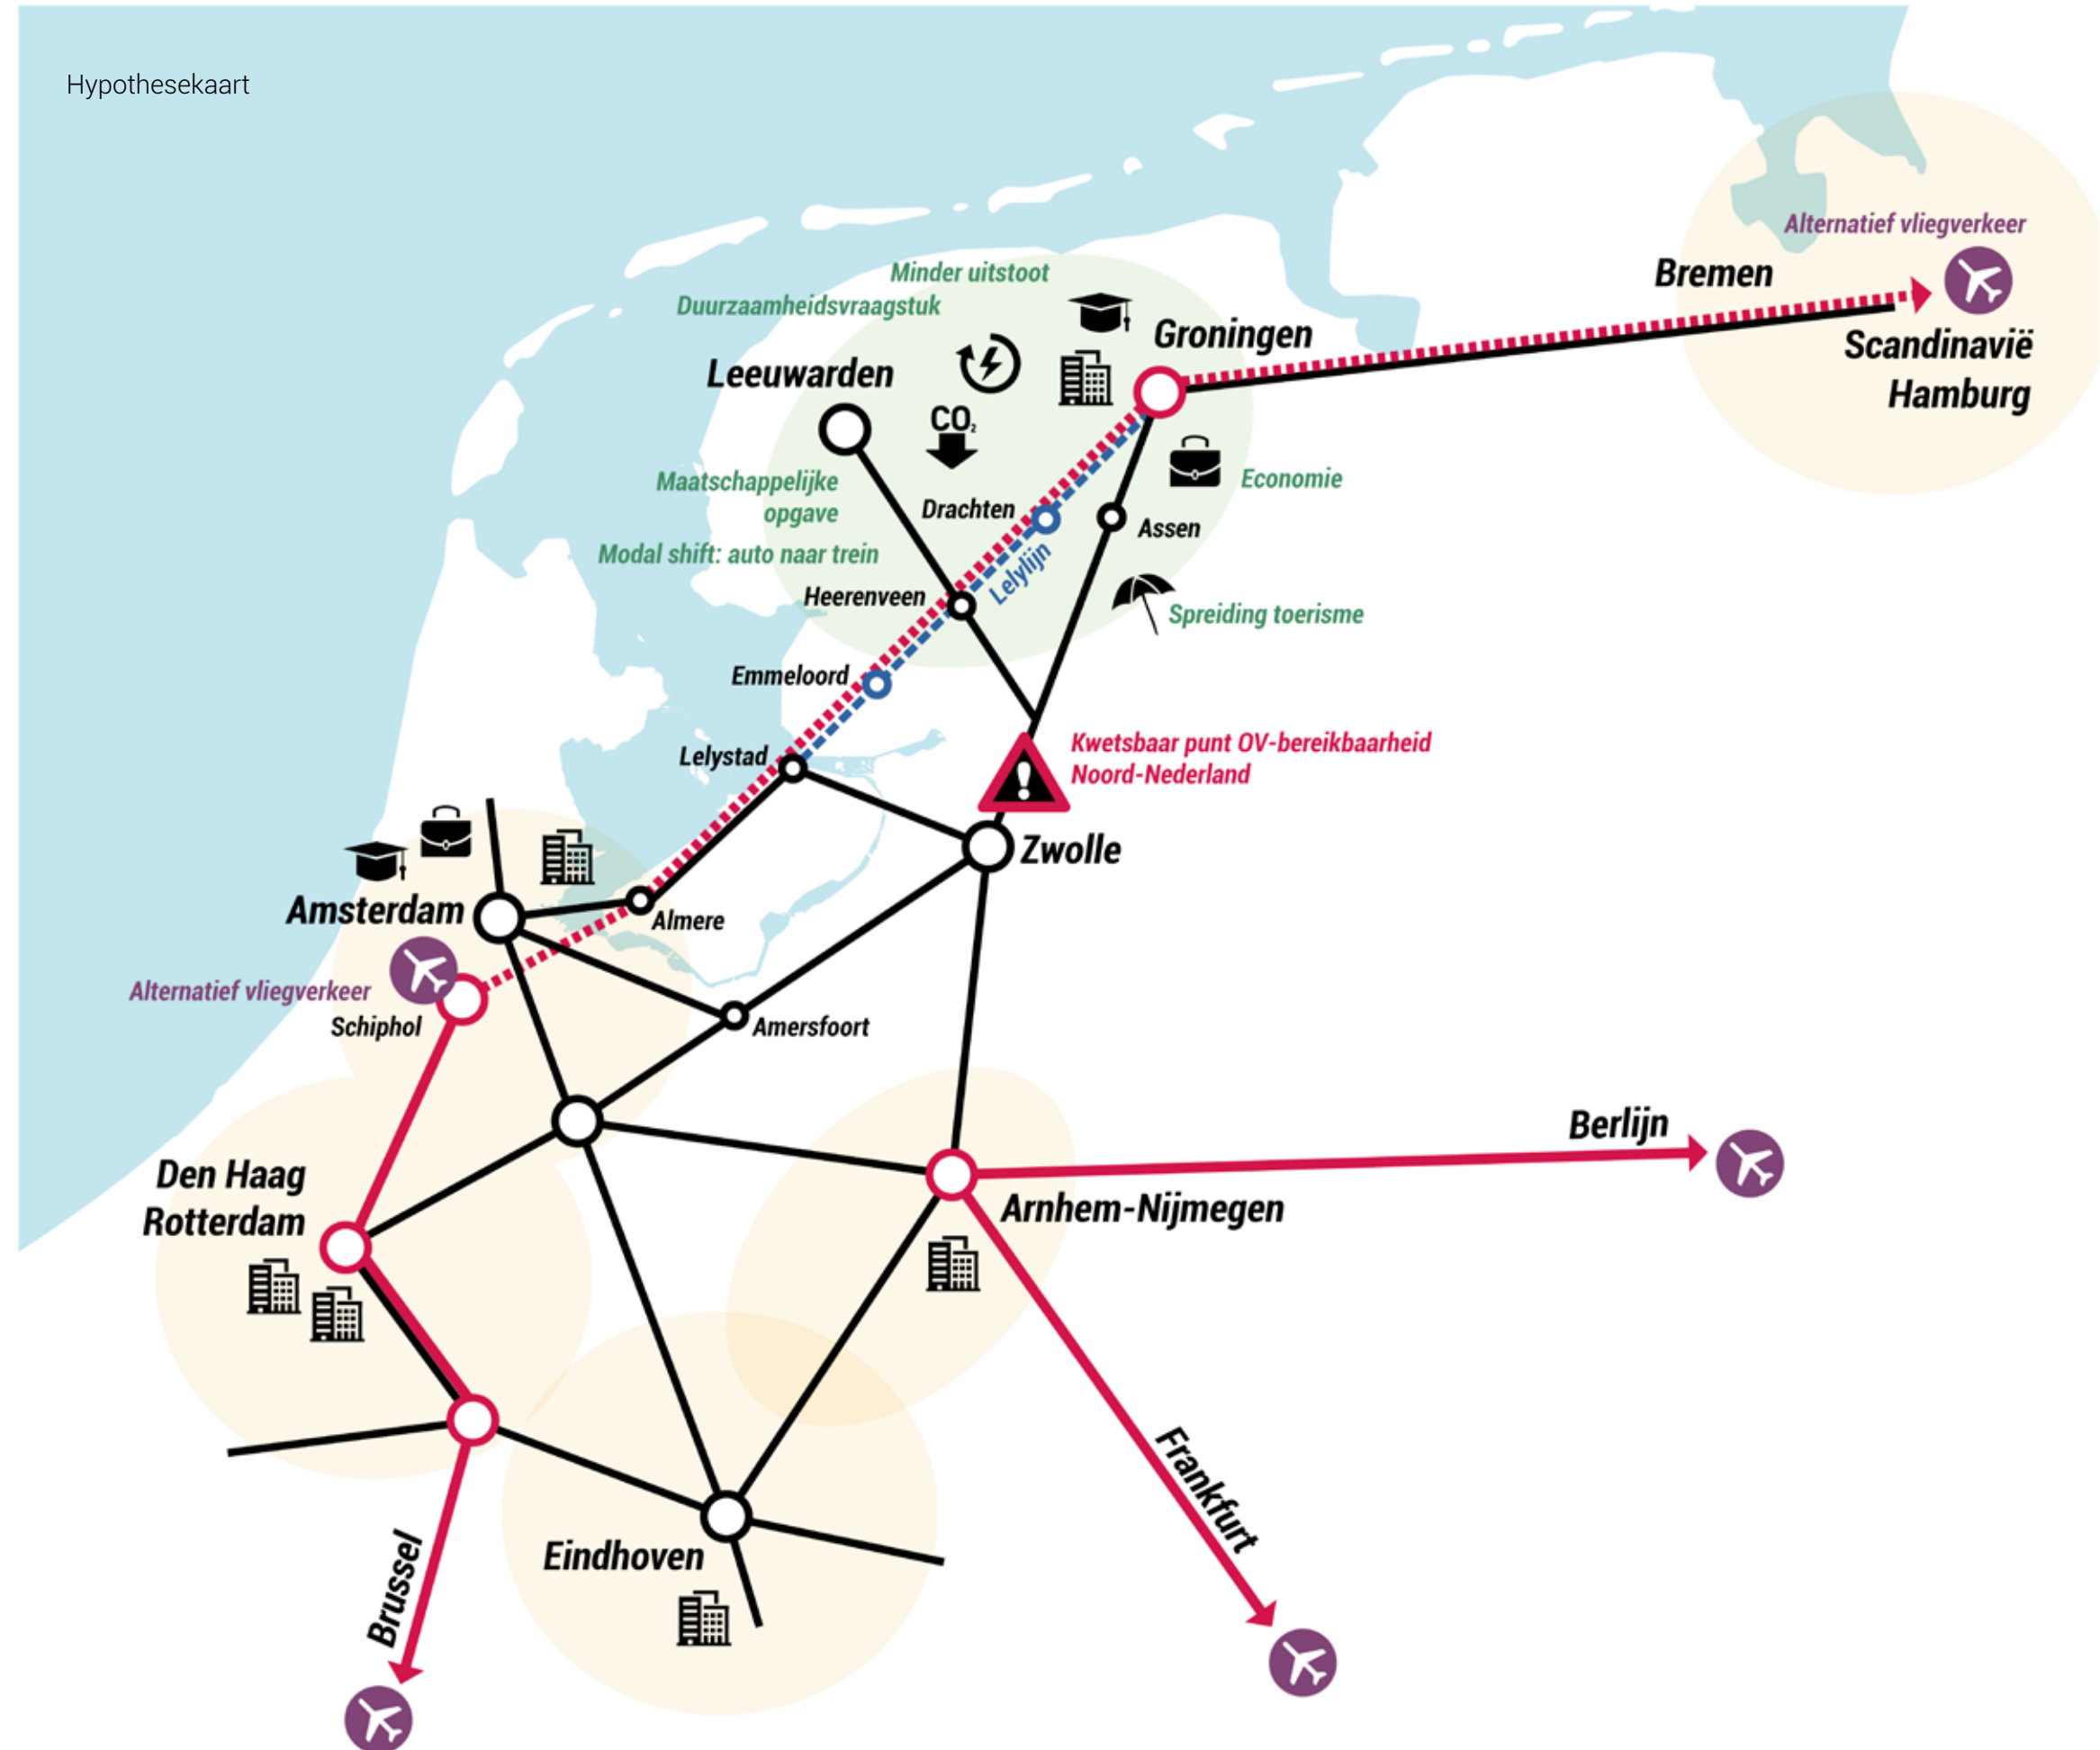 Hypothesekaart
Alternatief vliegverkeer
Bremen
Scandinavië
Hamburg
Minder uitstoot
Duurzaamheidsvraagstuk
Groningen
Leeuwarden
CO₂
Maatschappelijke
opgave
Economie
Drachten
Assen
Modal shift: auto naar trein
Lelylijn
Heerenveen
Spreiding toerisme
Emmeloord
Kwetsbaar punt OV-bereikbaarheid
Noord-Nederland
Lelystad
Zwolle
Amsterdam
Almere
Alternatief vliegverkeer
Schiphol
Amersfoort
Berlijn
Den Haag
Rotterdam
Arnhem-Nijmegen
Frankfurt
Eindhoven
Brussel